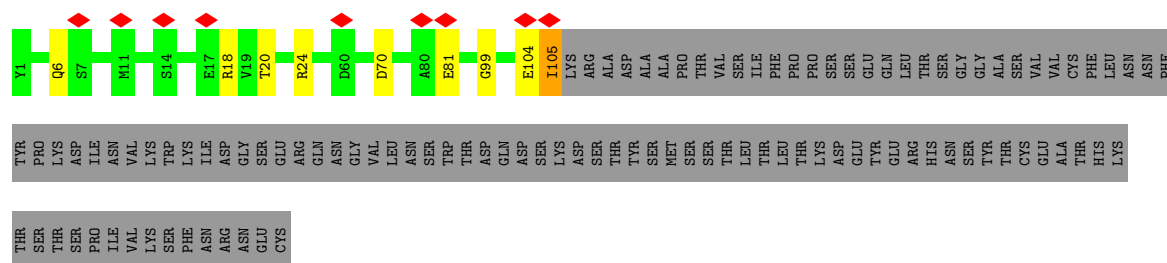 Y1 Q6 S7 M11 S14 E17 R18 V19 T20 R24 D60 D70 A80 E81 G99 E104 I105 LYS ARG ALA ASP ALA ALA PRO THR VAL SER ILE PHE PRO PRO SER SER GLU GLN LEU THR SER GLY GLY ALA SER VAL VAL CYS PHE LEU ASN ASN PHE
TYR PRO LYS ASP ILE ASN VAL LYS TRP LYS ILE ASP GLY SER GLU ARG GLN ASN GLY VAL LEU ASN SER TRP THR ASP GLN ASP SER LYS ASP SER THR TYR SER MET SER SER THR LEU THR LEU THR LYS ASP GLU TYR GLU ARG HIS ASN SER TYR THR CYS GLU ALA THR HIS LYS
THR SER THR SER PRO ILE VAL LYS SER PHE ASN ARG ASN GLU CYS